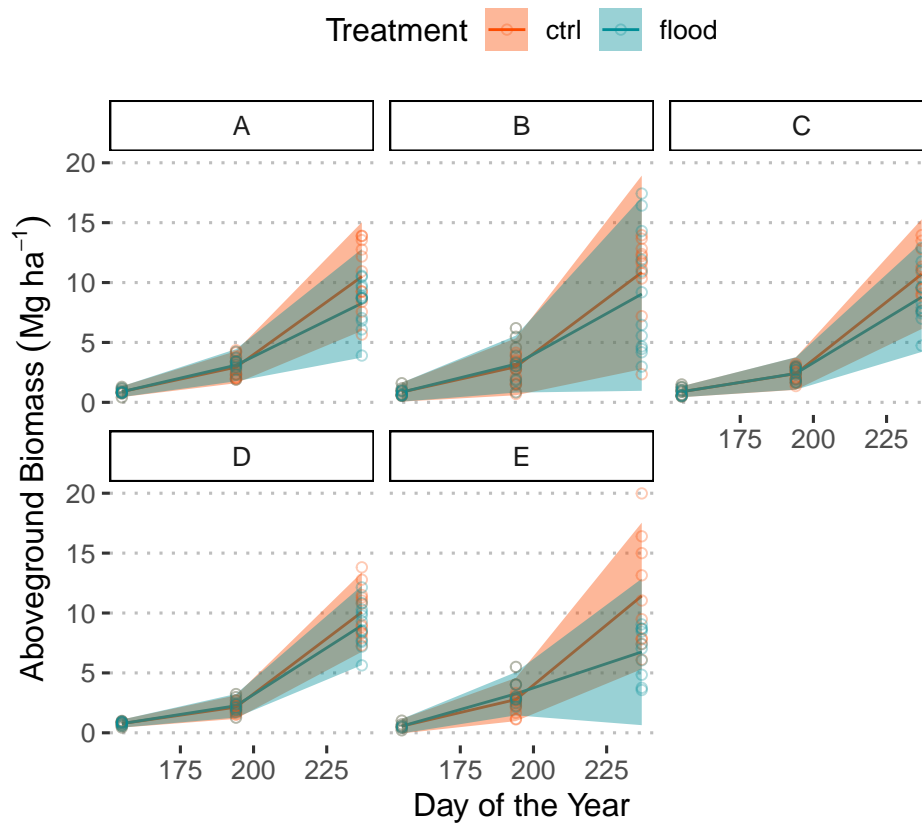 Treatment ctrl flood
A B C
20
15
10
5
0
175 200 225
D E
20
15
10
5
0
175 200 225 175 200 225
Aboveground Biomass (Mg ha⁻¹)
Day of the Year